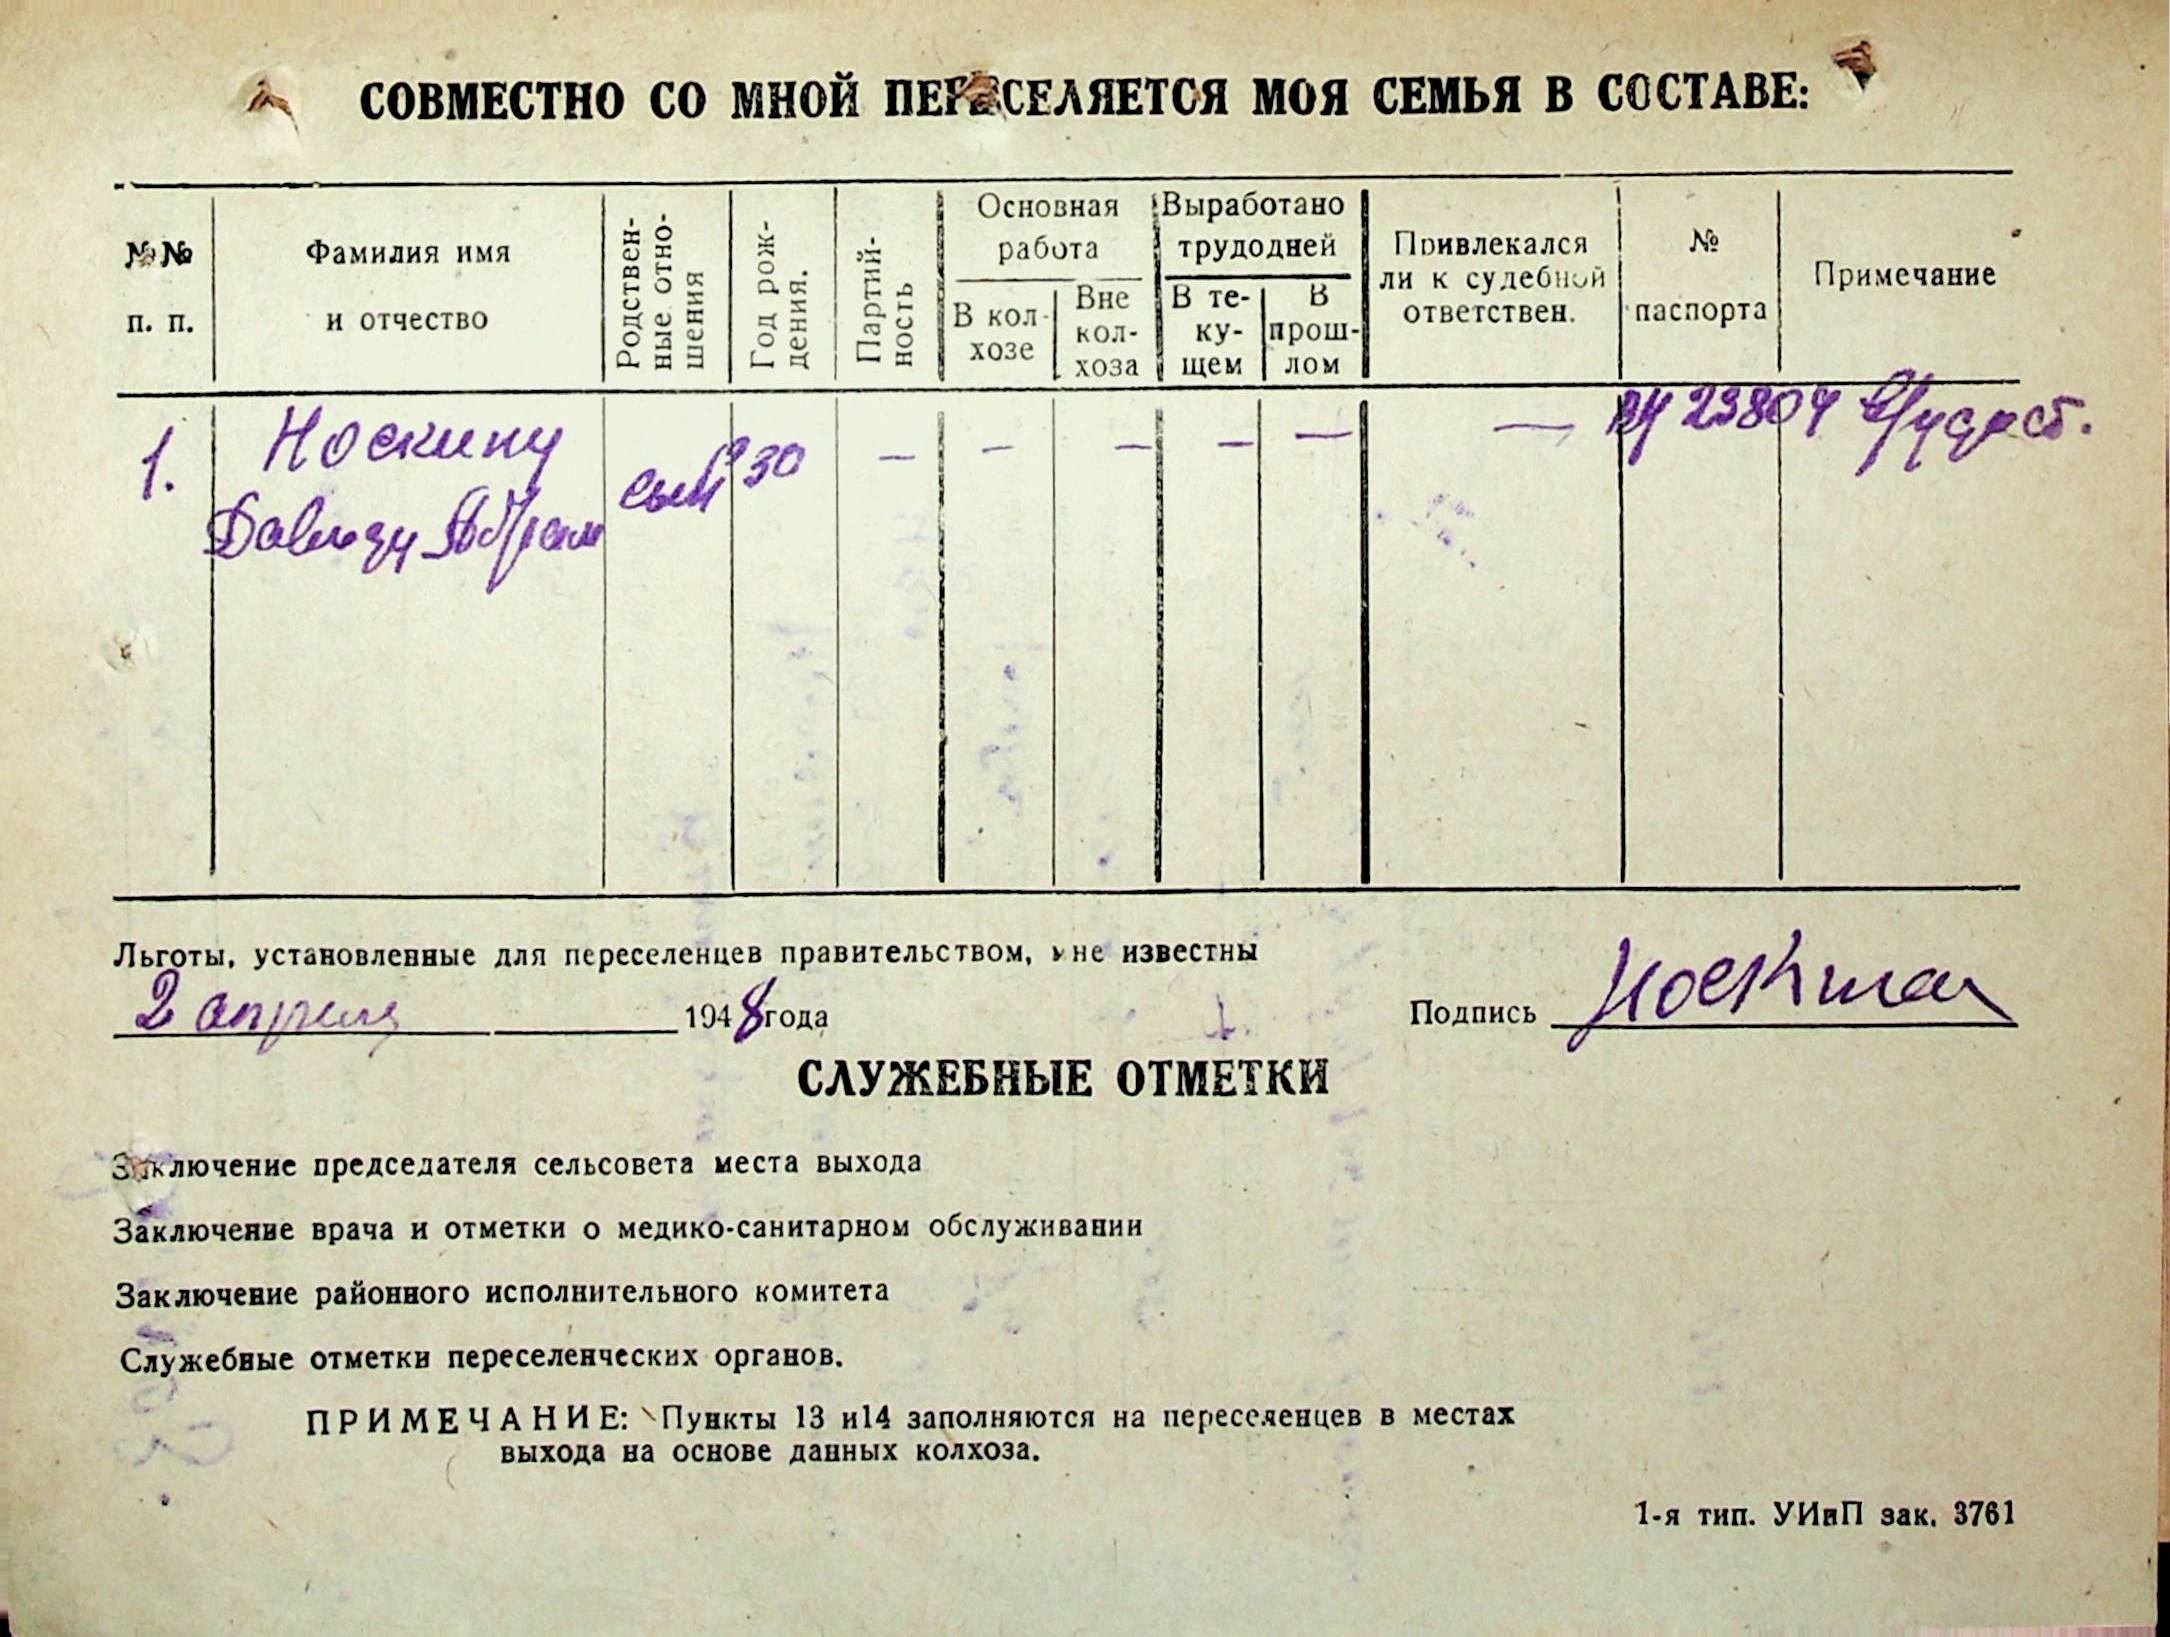 СОВМЕСТНО СО МНОЙ ПЕРЕСЕЛЯЕТСЯ МОЯ СЕМЬЯ В СОСТАВЕ:
№№ п. п.
Фамилия имя и отчество
Родствен-ные отно-шения
Год рож-дения.
Партий-ность
Основная работа
В кол-хозе
Вне кол-хоза
Выработано трудодней
В те-ку-щем
В прош-лом
Привлекался ли к судебной ответствен.
№ паспорта
Примечание
1.
Носкину
сын
30
—
—
—
—
—
—
23804
Давиду Абрам
Льготы, установленные для переселенцев правительством, мне известны
2 апреля 1948 года
Подпись
СЛУЖЕБНЫЕ ОТМЕТКИ
Заключение председателя сельсовета места выхода
Заключение врача и отметки о медико-санитарном обслуживании
Заключение районного исполнительного комитета
Служебные отметки переселенческих органов.
ПРИМЕЧАНИЕ: Пункты 13 и14 заполняются на переселенцев в местах
выхода на основе данных колхоза.
1-я тип. УИиП зак. 3761